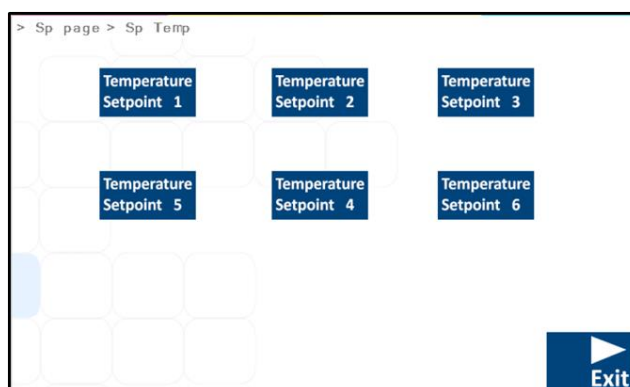 > Sp page > Sp Temp
Temperature
Setpoint 1
Temperature
Setpoint 2
Temperature
Setpoint 3
Temperature
Setpoint 5
Temperature
Setpoint 4
Temperature
Setpoint 6
Exit